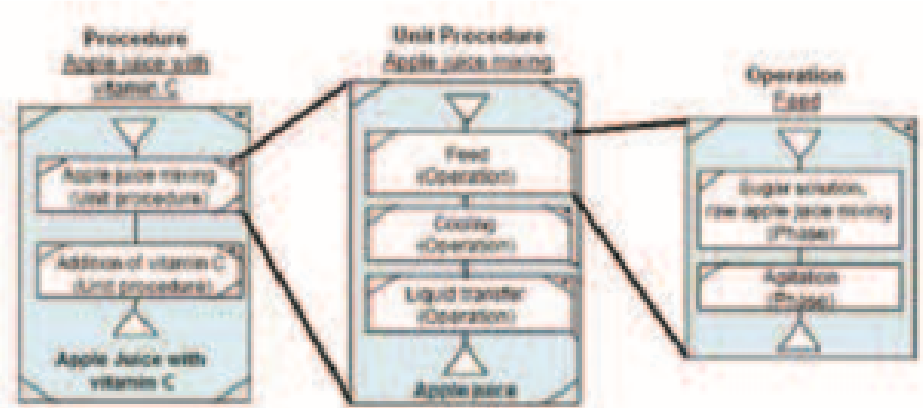 Procedure
Apple juice with
vitamin C
Apple juice mixing
(Unit procedure)
Addition of vitamin C
(Unit procedure)
Apple Juice with
vitamin C
Unit Procedure
Apple juice mixing
Feed
(Operation)
Cooling
(Operation)
Liquid transfer
(Operation)
Apple juice
Operation
Feed
Sugar solution,
raw apple juice mixing
(Phase)
Agitation
(Phase)